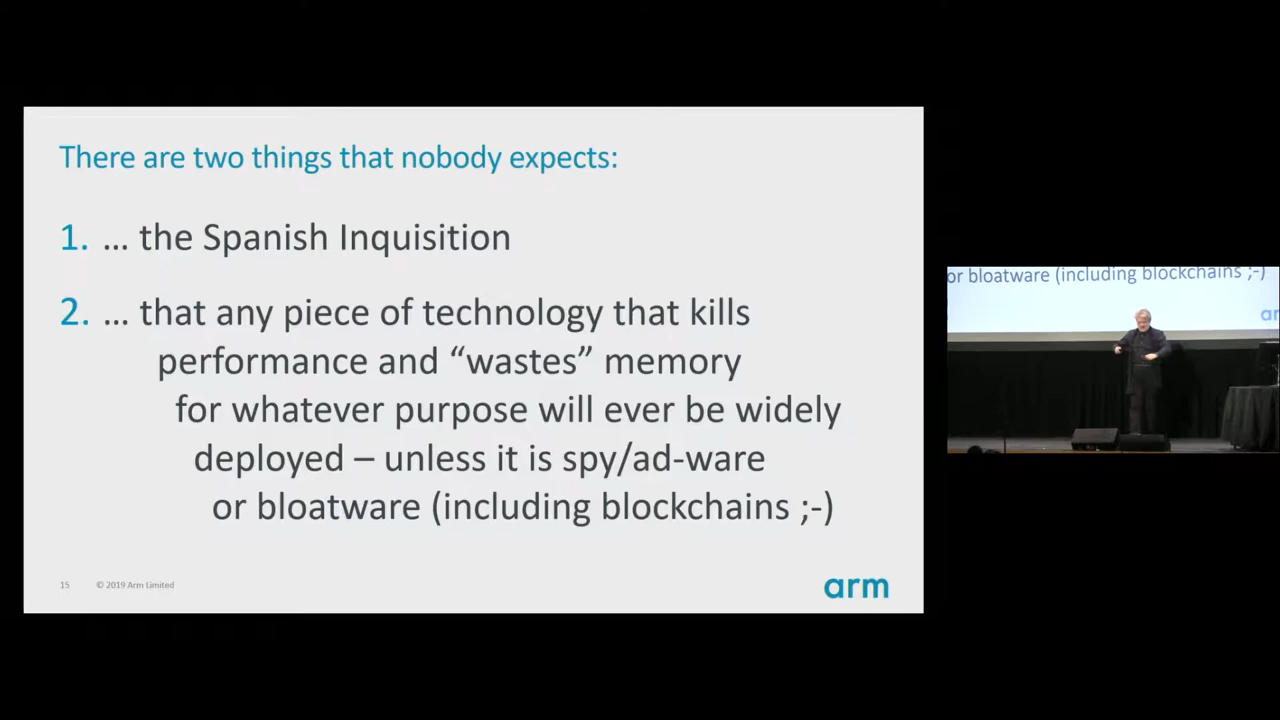 There are two things that nobody expects:
1. … the Spanish Inquisition
2. … that any piece of technology that kills
performance and “wastes” memory
for whatever purpose will ever be widely
deployed – unless it is spy/ad-ware
or bloatware (including blockchains ;-)
15 © 2019 Arm Limited
arm
or bloatware (including blockchains ;-)
ar